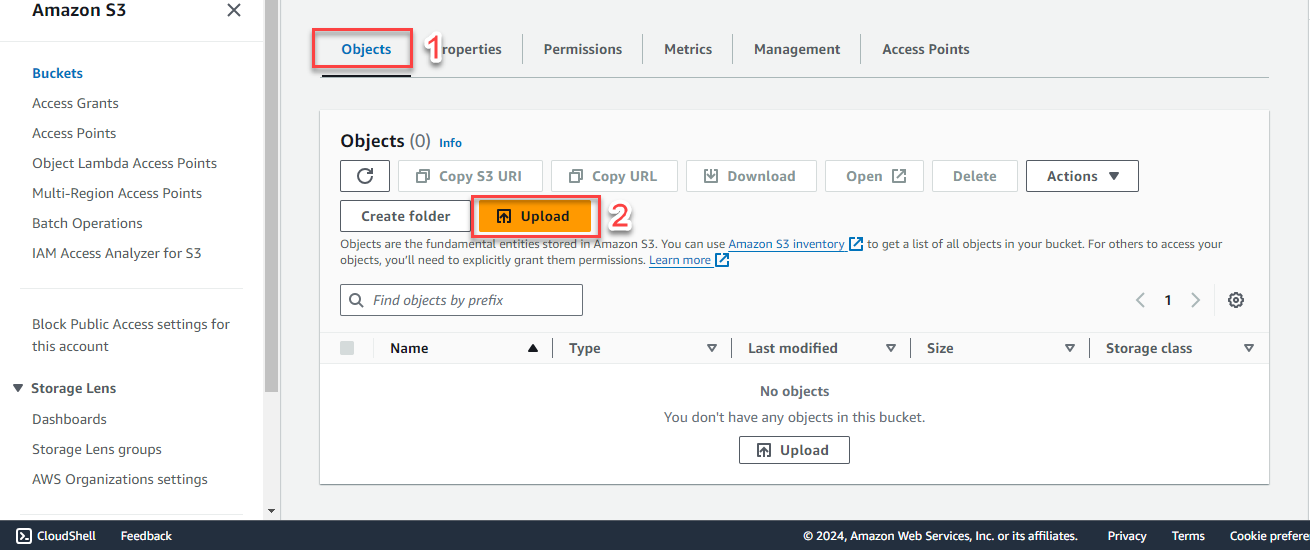 Amazon S3
Buckets
Access Grants
Access Points
Object Lambda Access Points
Multi-Region Access Points
Batch Operations
IAM Access Analyzer for S3
Block Public Access settings for
this account
Storage Lens
Dashboards
Storage Lens groups
AWS Organizations settings
Objects 1 roperties Permissions Metrics Management Access Points
Objects (0) Info
Copy S3 URI Copy URL Download Open Delete Actions
Create folder Upload 2
Objects are the fundamental entities stored in Amazon S3. You can use Amazon S3 inventory to get a list of all objects in your bucket. For others to access your
objects, you'll need to explicitly grant them permissions. Learn more
Find objects by prefix 1
Name Type Last modified Size Storage class
No objects
You don't have any objects in this bucket.
Upload
CloudShell Feedback © 2024, Amazon Web Services, Inc. or its affiliates. Privacy Terms Cookie prefere